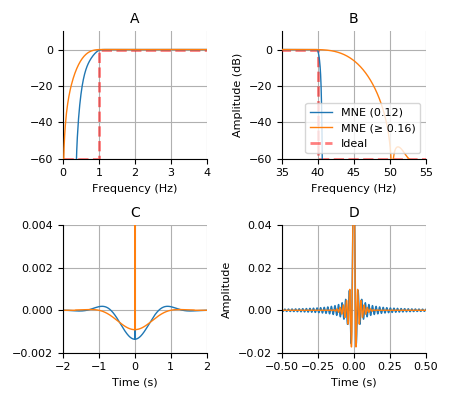 A
B
0
−20
−40
−60
0
1
2
3
4
Frequency (Hz)
Amplitude (dB)
0
−20
−40
−60
35
40
45
50
55
Frequency (Hz)
MNE (0.12)
MNE (≥ 0.16)
Ideal
C
D
0.004
0.002
0.000
−0.002
−2
−1
0
1
2
Time (s)
Amplitude
0.04
0.02
0.00
−0.02
−0.50
−0.25
0.00
0.25
0.50
Time (s)